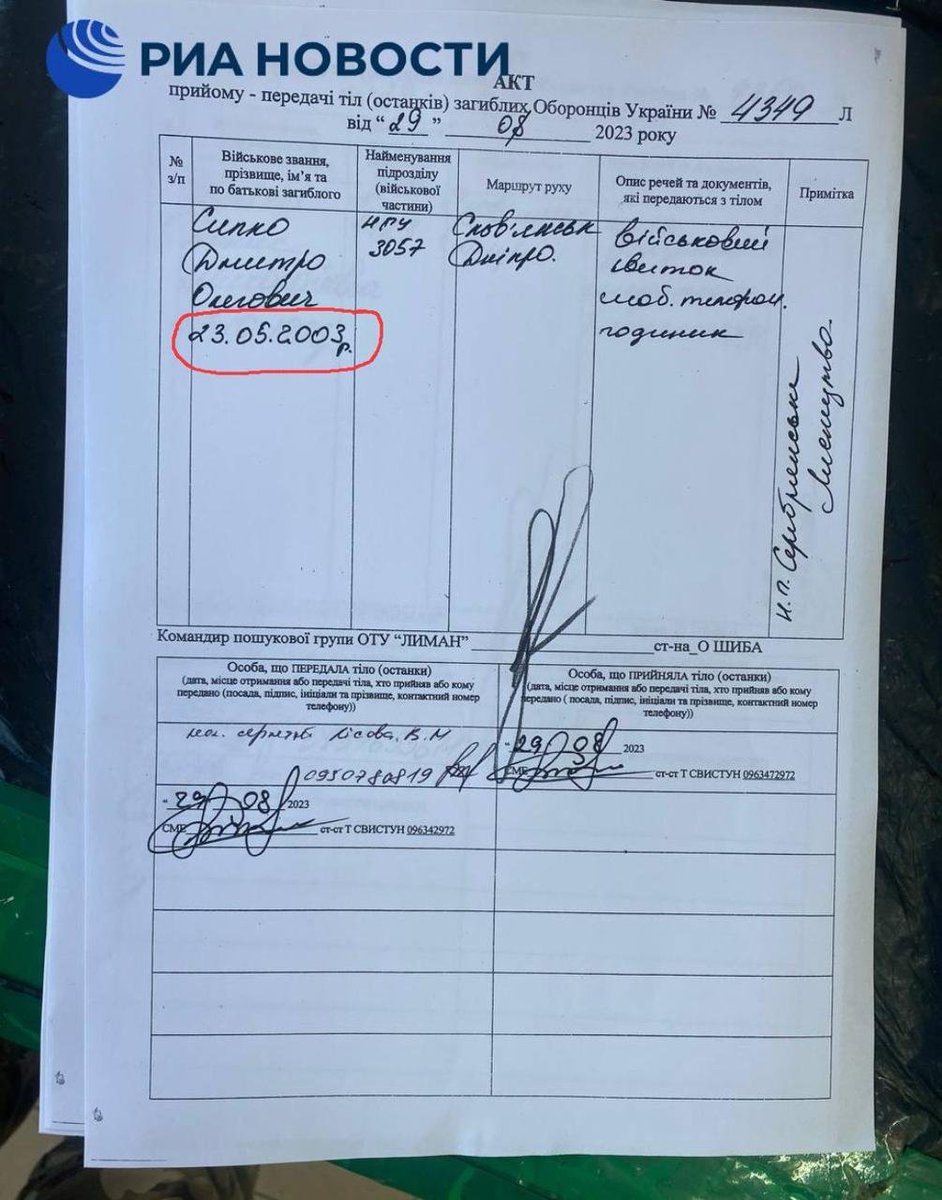 РИА НОВОСТИ
АКТ
прийому - передачі тіл (останків) загиблих Оборонців України № 4349 Л
від “ 29 ” 08 2023 року
№
з/п
Військове звання,
прізвище, ім’я та
по батькові загиблого
Найменування
підрозділу
(військової
частини)
Маршрут руху
Опис речей та документів,
які передаються з тілом
Примітка
Сипко
Дмитро
Олегович
23.05.2003р.
НГУ
3057
Слов'янськ
Дніпро.
військовий
квиток
моб. телефон.
годиник
н.п. Серебрянське
Лисництво.
Командир пошукової групи ОТУ “ЛИМАН” ст-на_О ШИБА
Особа, що ПЕРЕДАЛА тіло (останки)
(дата, місце отримання або передачі тіла, хто прийняв або кому
передано (посада, підпис, ініціали та прізвище, контактний номер
телефону))
Особа, що ПРИЙНЯЛА тіло (останки)
(дата, місце отримання або передачі тіла, хто прийняв або кому
передано ( посада, підпис, ініціали та прізвище, контактний номер
телефону))
сержант Лісова В.М
0950780819
“ 29 08 2023
СМЕ ст-ст Т СВИСТУН 0963472972
“ 29 08 2023
СМЕ ст-ст Т СВИСТУН 096342972